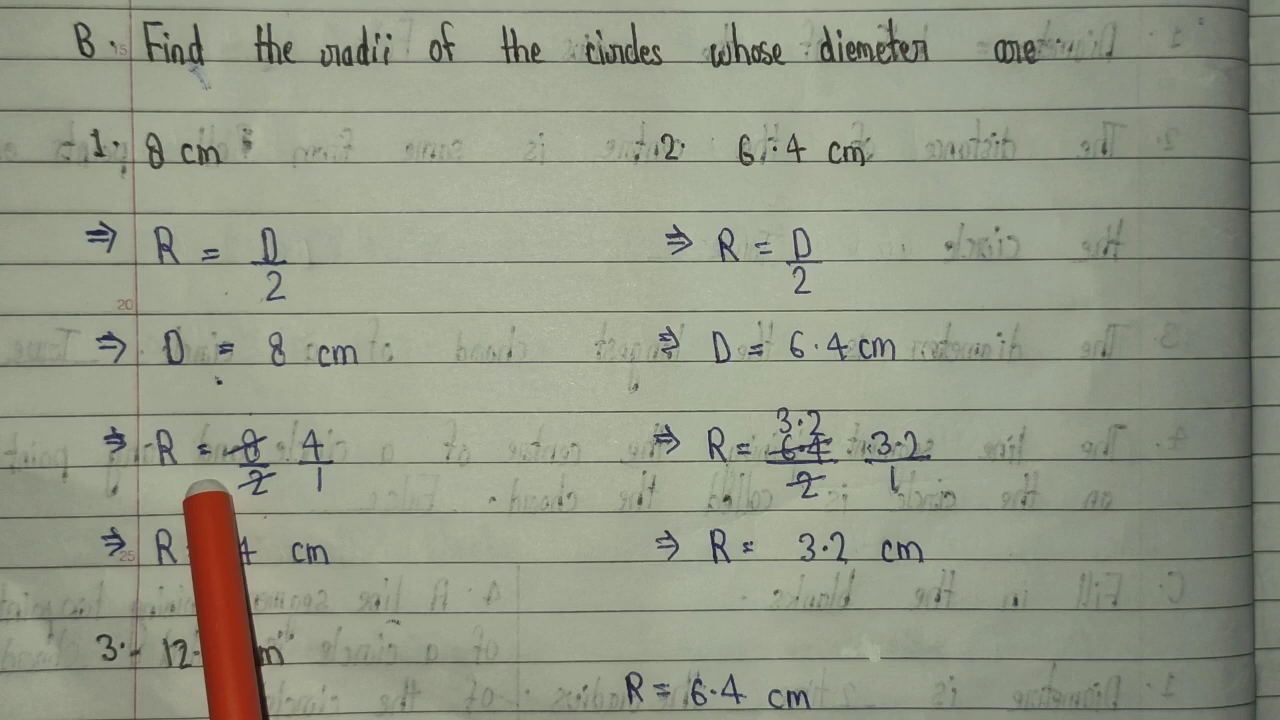 B. Find the radii of the circles whose diemeter are
1. 8 cm
2. 6.4 cm
⇒ R = D/2
⇒ R = D/2
⇒ D = 8 cm
⇒ D = 6.4 cm
⇒ R = 8/2 4/1
3.2
⇒ R = 6.4/2 3.2/1
⇒ R cm
⇒ R = 3.2 cm
3. 12.
R = 6.4 cm